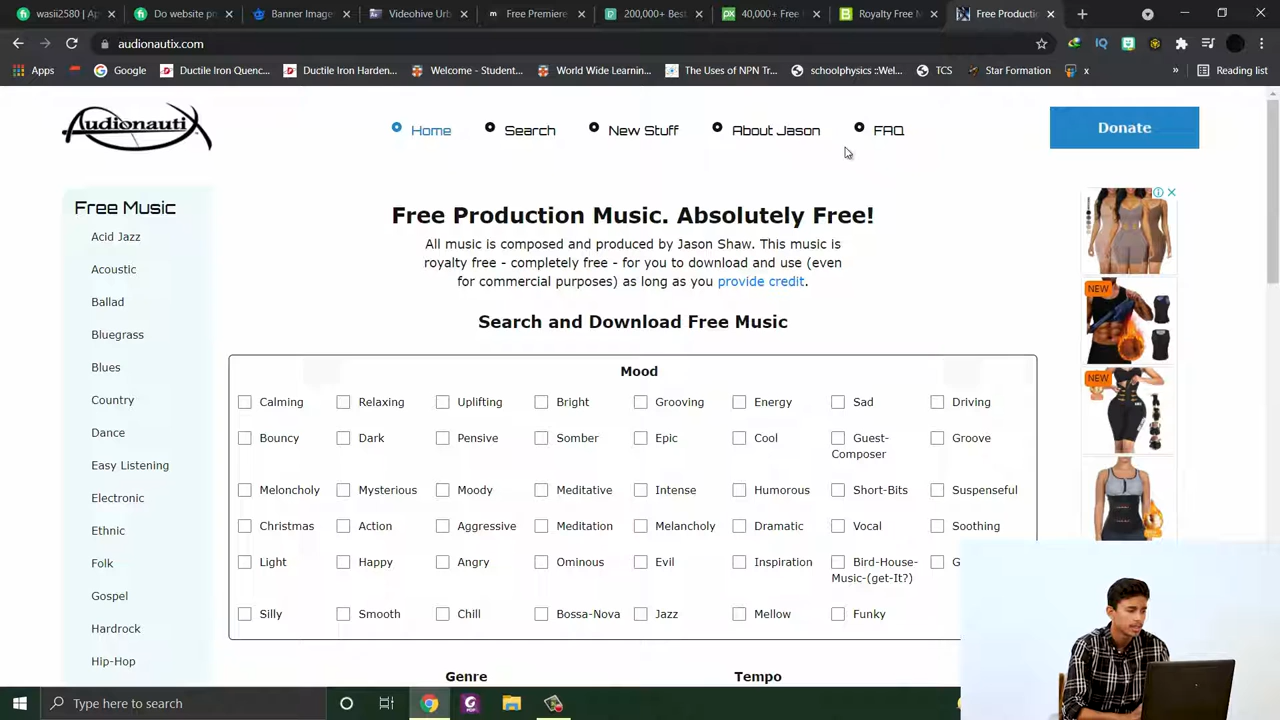 wasii2580 | Ap
Do website pr
Banner Image
Videohive Url
Free Premiere
200,000+ Best
40,000+ Free
Royalty Free M
Free Productio
audionautix.com
Apps
Google
Ductile Iron Quenc...
Ductile Iron Harden...
Welcome - Student...
World Wide Learnin...
The Uses of NPN Tr...
schoolphysics ::Wel...
TCS
Star Formation
x
»
Reading list
AudionautiX
Home
Search
New Stuff
About Jason
FAQ
Donate
Free Music
Acid Jazz
Acoustic
Ballad
Bluegrass
Blues
Country
Dance
Easy Listening
Electronic
Ethnic
Folk
Gospel
Hardrock
Hip-Hop
Free Production Music. Absolutely Free!
All music is composed and produced by Jason Shaw. This music is
royalty free - completely free - for you to download and use (even
for commercial purposes) as long as you provide credit.
Search and Download Free Music
Mood
Calming Relaxing Uplifting Bright Grooving Energy Sad Driving
Bouncy Dark Pensive Somber Epic Cool Guest-Composer Groove
Meloncholy Mysterious Moody Meditative Intense Humorous Short-Bits Suspenseful
Christmas Action Aggressive Meditation Melancholy Dramatic Vocal Soothing
Light Happy Angry Ominous Evil Inspiration Bird-House-Music-(get-It?)
Silly Smooth Chill Bossa-Nova Jazz Mellow Funky
Genre
Tempo
NEW
NEW
Type here to search